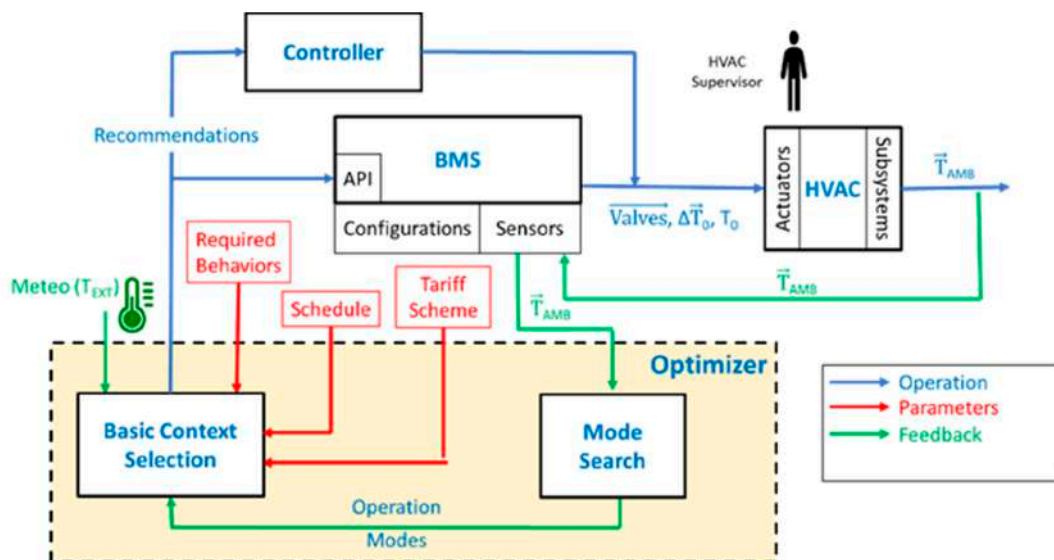 Controller
HVAC
Supervisor
Recommendations
BMS
API
Actuators
HVAC
Subsystems
T⃗AMB
Configurations
Sensors
Valves⃗, ΔT⃗0, T0
Required
Behaviors
Meteo (TEXT)
Schedule
Tariff
Scheme
T⃗AMB
T⃗AMB
Optimizer
Basic Context
Selection
Mode
Search
Operation
Modes
Operation
Parameters
Feedback